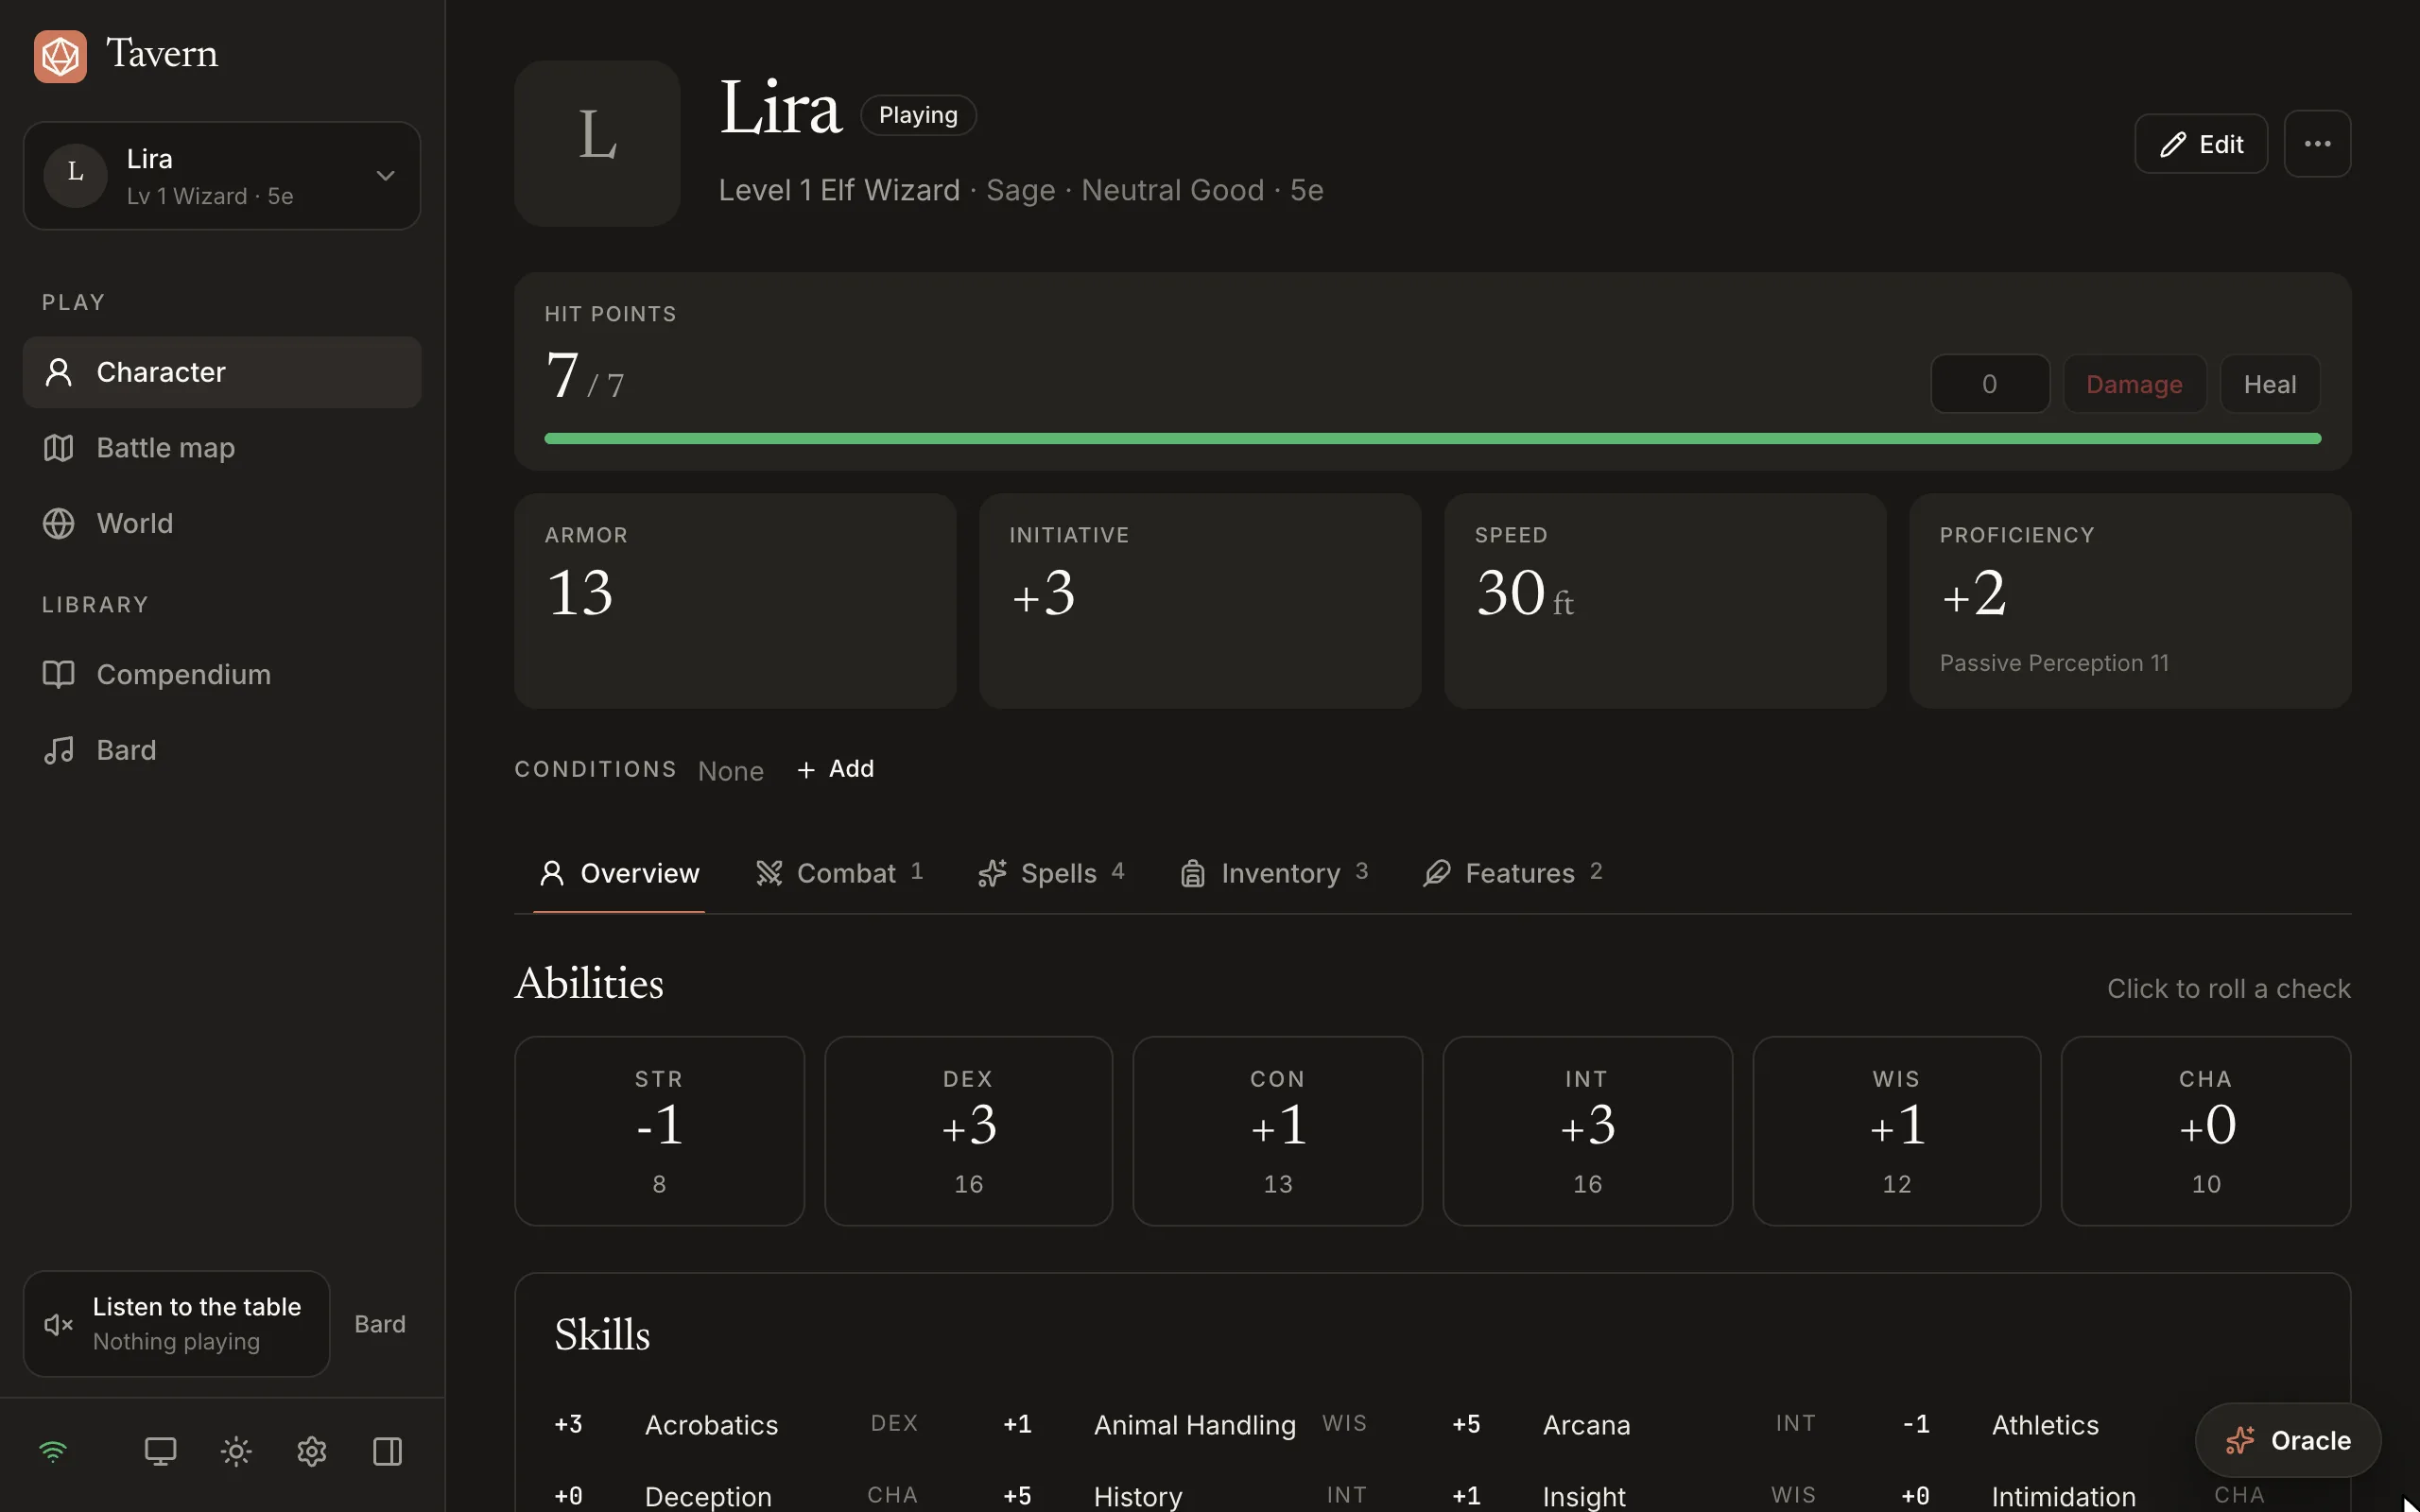 Tavern
L
Lira
Lv 1 Wizard · 5e
PLAY
Character
Battle map
World
LIBRARY
Compendium
Bard
Listen to the table
Nothing playing
Bard
L
Lira
Playing
Level 1 Elf Wizard · Sage · Neutral Good · 5e
Edit
HIT POINTS
7 / 7
0
Damage
Heal
ARMOR
13
INITIATIVE
+3
SPEED
30 ft
PROFICIENCY
+2
Passive Perception 11
CONDITIONS None + Add
Overview
Combat 1
Spells 4
Inventory 3
Features 2
Abilities
Click to roll a check
STR
-1
8
DEX
+3
16
CON
+1
13
INT
+3
16
WIS
+1
12
CHA
+0
10
Skills
+3 Acrobatics DEX
+1 Animal Handling WIS
+5 Arcana INT
-1 Athletics
+0 Deception CHA
+5 History INT
+1 Insight WIS
+0 Intimidation CHA
Oracle